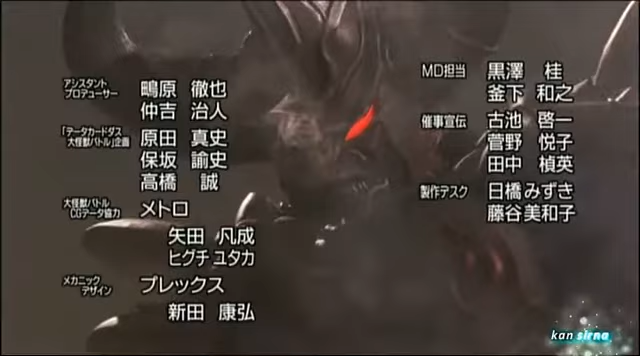 アシスタント
プロデューサー
鴫原 徹也
仲吉 治人
「データカードダス
大怪獣バトル」企画
原田 真史
保坂 諭史
高橋 誠
大怪獣バトル
CGデータ協力
メトロ
矢田 凡成
ヒグチ ユタカ
メカニック
デザイン
プレックス
新田 康弘
MD担当
黒澤 桂
釜下 和之
催事宣伝
古池 啓一
菅野 悦子
田中 槙英
製作デスク
日橋みずき
藤谷美和子
kan sirna